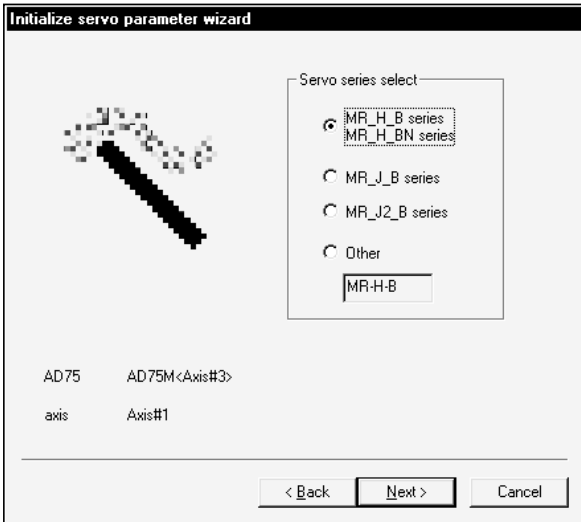 Initialize servo parameter wizard
Servo series select
MR_H_B series
MR_H_BN series
MR_J_B series
MR_J2_B series
Other
MR-H-B
AD75 AD75M<Axis#3>
axis Axis#1
< Back Next > Cancel